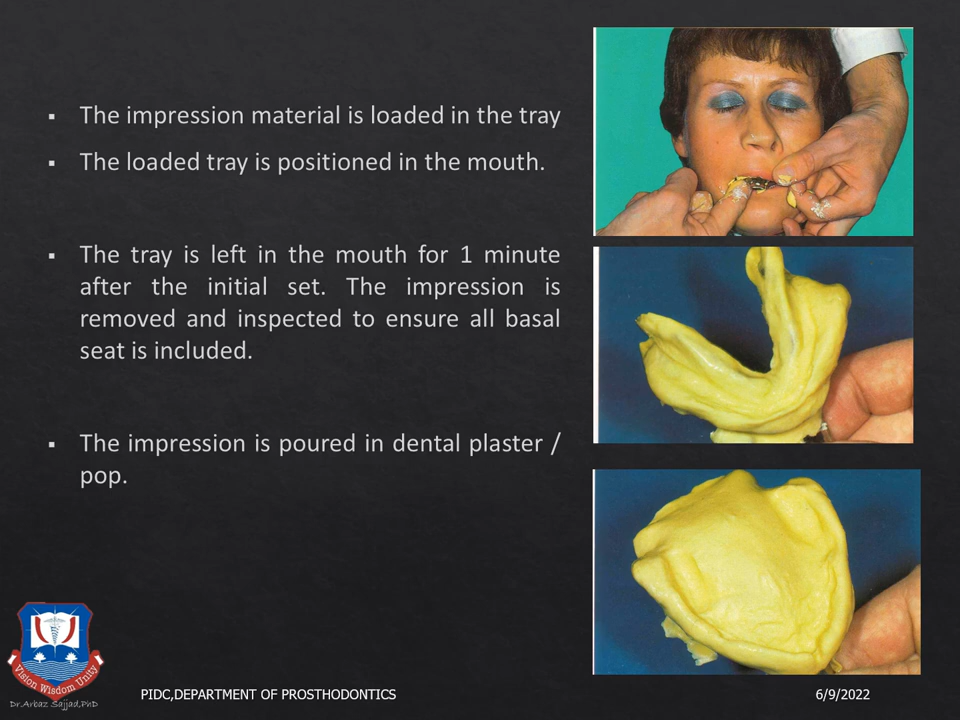 ▪ The impression material is loaded in the tray
▪ The loaded tray is positioned in the mouth.
▪ The tray is left in the mouth for 1 minute
after the initial set. The impression is
removed and inspected to ensure all basal
seat is included.
▪ The impression is poured in dental plaster /
pop.
Vision Wisdom Unity
Dr.Arbaz Sajjad,PhD
PIDC,DEPARTMENT OF PROSTHODONTICS
6/9/2022